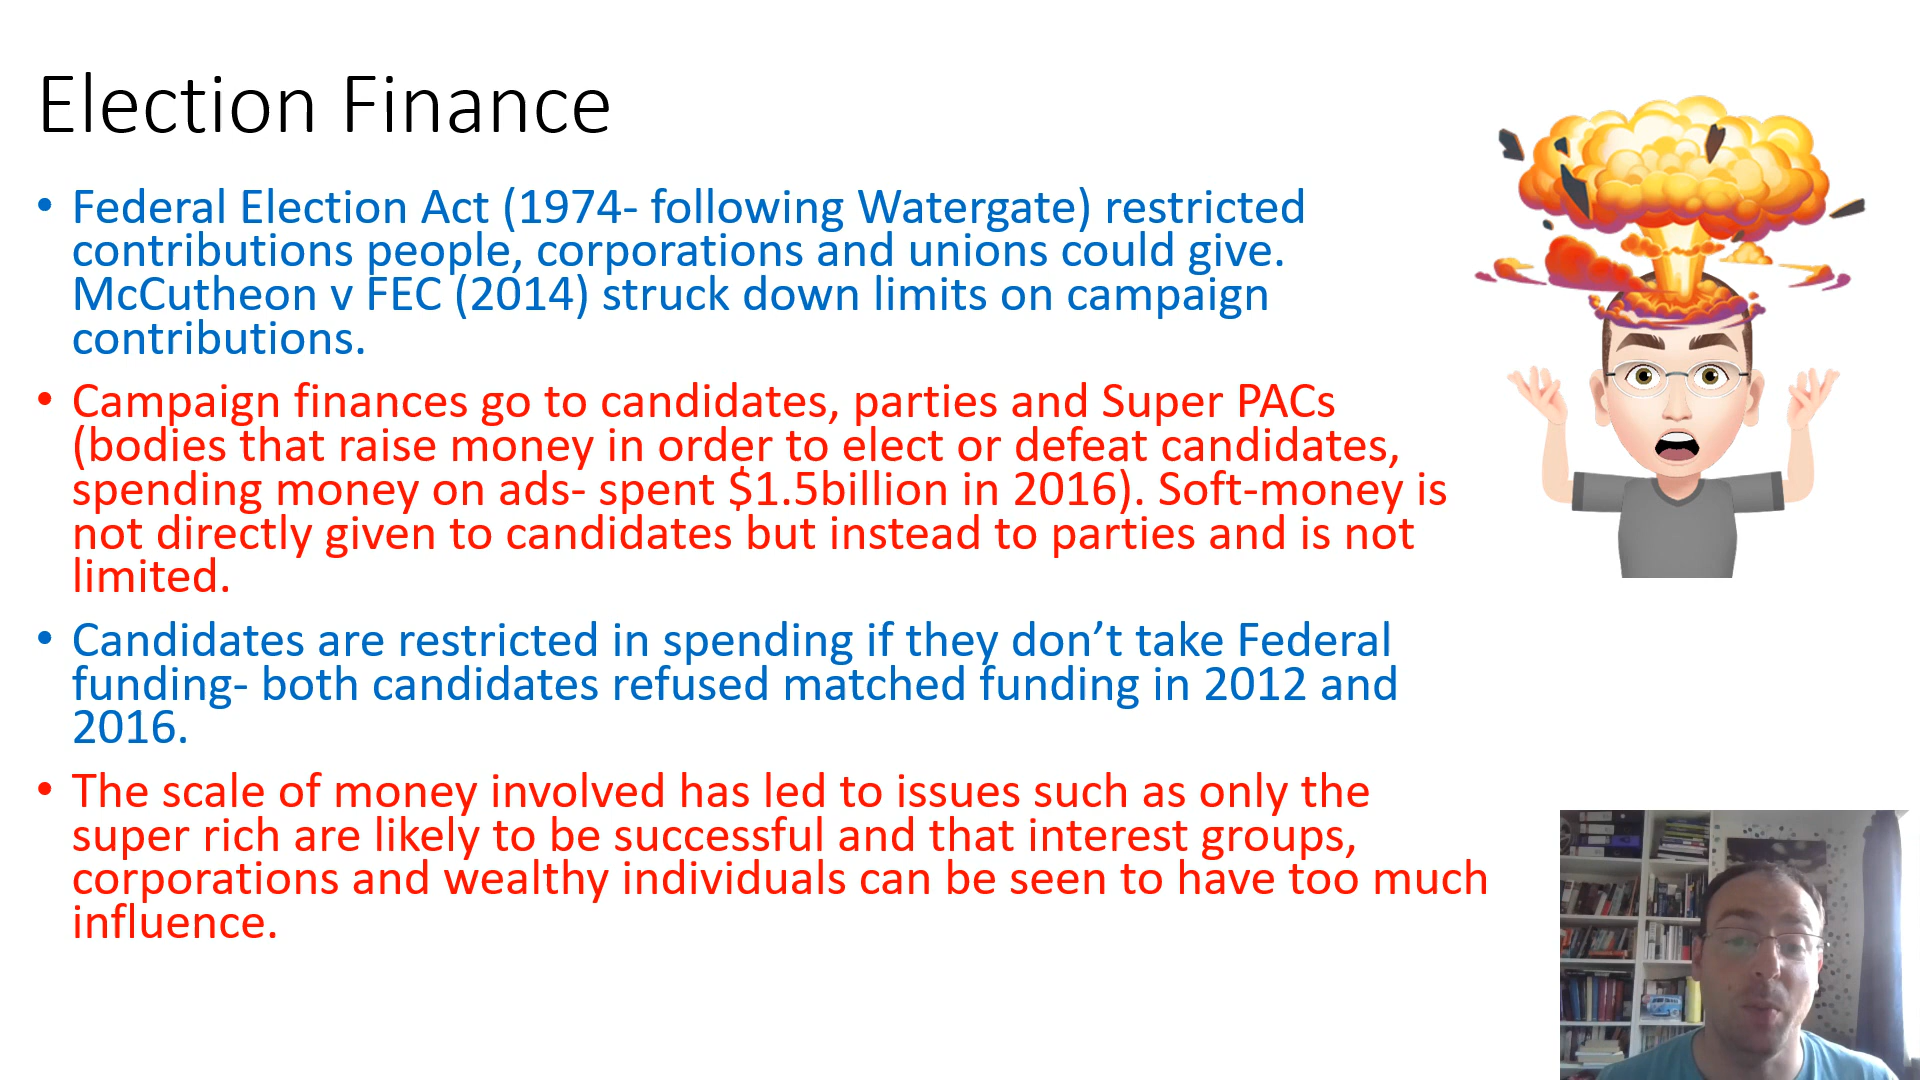 Election Finance
• Federal Election Act (1974- following Watergate) restricted
contributions people, corporations and unions could give.
McCutheon v FEC (2014) struck down limits on campaign
contributions.
• Campaign finances go to candidates, parties and Super PACs
(bodies that raise money in order to elect or defeat candidates,
spending money on ads- spent $1.5billion in 2016). Soft-money is
not directly given to candidates but instead to parties and is not
limited.
• Candidates are restricted in spending if they don’t take Federal
funding- both candidates refused matched funding in 2012 and
2016.
• The scale of money involved has led to issues such as only the
super rich are likely to be successful and that interest groups,
corporations and wealthy individuals can be seen to have too much
influence.